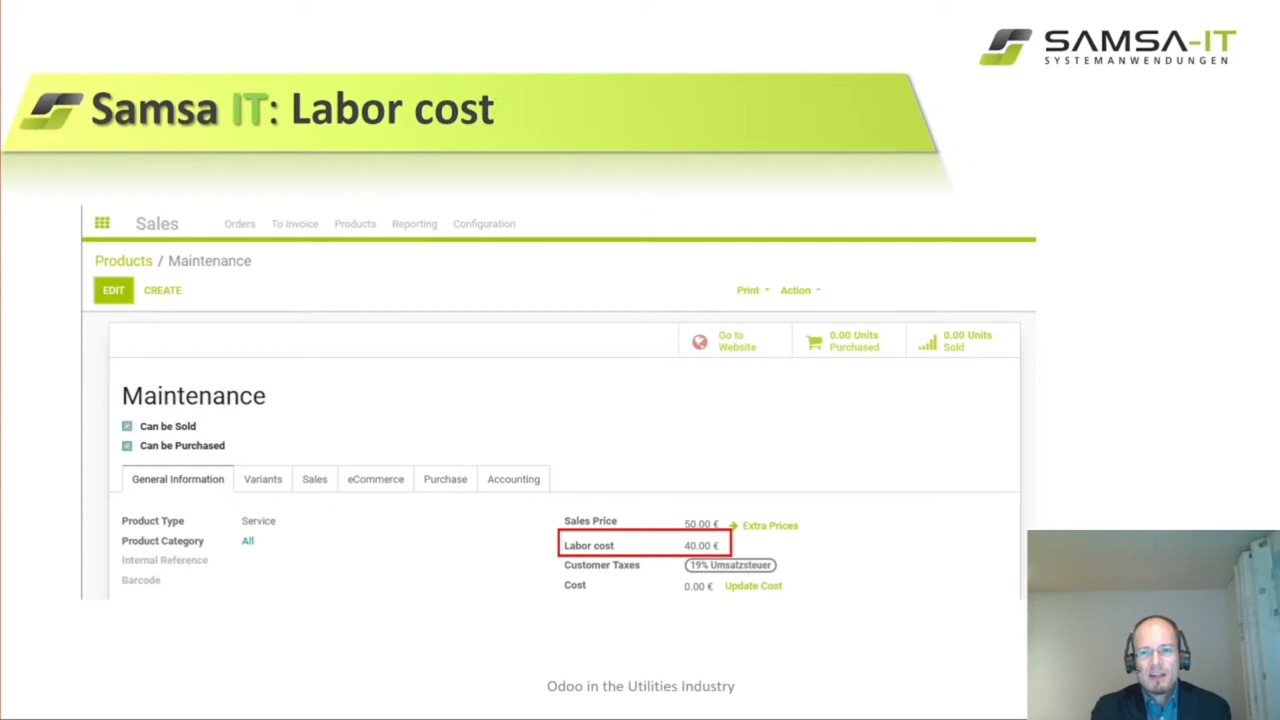 SAMSA-IT
SYSTEMANWENDUNGEN
Samsa IT: Labor cost
Sales Orders To Invoice Products Reporting Configuration
Products / Maintenance
EDIT CREATE Print Action
Go to Website
0.00 Units Purchased
0.00 Units Sold
Maintenance
Can be Sold
Can be Purchased
General Information Variants Sales eCommerce Purchase Accounting
Product Type Service
Product Category All
Internal Reference
Barcode
Sales Price 50.00 € Extra Prices
Labor cost 40.00 €
Customer Taxes 19% Umsatzsteuer
Cost 0.00 € Update Cost
Odoo in the Utilities Industry